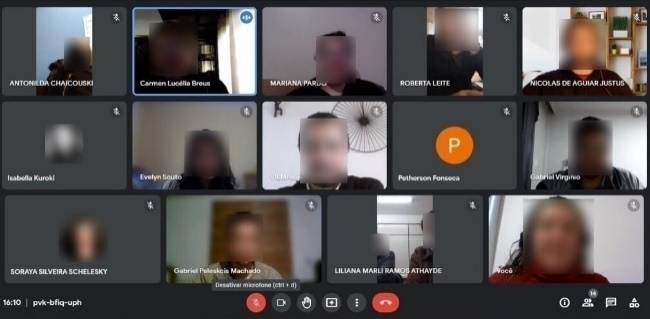 ANTONILDA CHAICOUSKI
Carmen Lucélia Breus
MARIANA PARDO
ROBERTA LEITE
NICOLAS DE AGUIAR JUSTUS
Isabella Kuroki
Evelyn Souto
P
Petherson Fonseca
Gabriel Virginio
SORAYA SILVEIRA SCHELESKY
Gabriel Peleskcis Machado
LILIANA MARLI RAMOS ATHAYDE
Você
Desativar microfone (ctrl + d)
16:10 | pvk-bfiq-uph
14